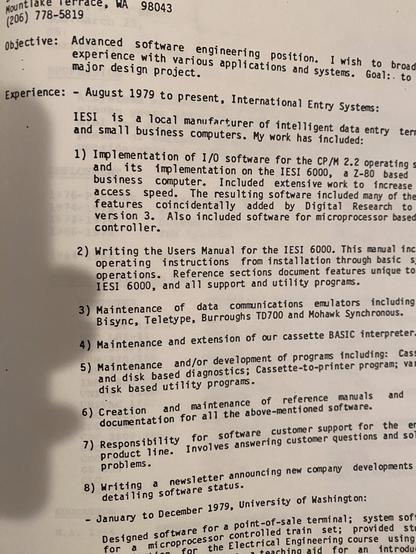 Mountlake Terrace, WA 98043
(206) 778-5819
Objective: Advanced software engineering position. I wish to
experience with various applications and systems. Goal: to
major design project.
Experience: - August 1979 to present, International Entry Systems:
IESI is a local manufacturer of intelligent data entry
and small business computers. My work has included:
1) Implementation of I/O software for the CP/M 2.2 operating
and its implementation on the IESI 6000, a Z-80 based
business computer. Included extensive work to increase
access speed. The resulting software included many of the
features coincidentally added by Digital Research to
version 3. Also included software for microprocessor based
controller.
2) Writing the Users Manual for the IESI 6000. This manual
operating instructions from installation through basic
operations. Reference sections document features unique to
IESI 6000, and all support and utility programs.
3) Maintenance of data communications emulators including
Bisync, Teletype, Burroughs TD700 and Mohawk Synchronous.
4) Maintenance and extension of our cassette BASIC interpreter.
5) Maintenance and/or development of programs including:
and disk based diagnostics; Cassette-to-printer program;
disk based utility programs.
6) Creation and maintenance of reference manuals and
documentation for all the above-mentioned software.
7) Responsibility for software customer support for the
product line. Involves answering customer questions and
problems.
8) Writing a newsletter announcing new company developments
detailing software status.
- January to December 1979, University of Washington:
Designed software for a point-of-sale terminal; system
for a microprocessor controlled train set; provided
for the Electrical Engineering course using
a teaching aid for an